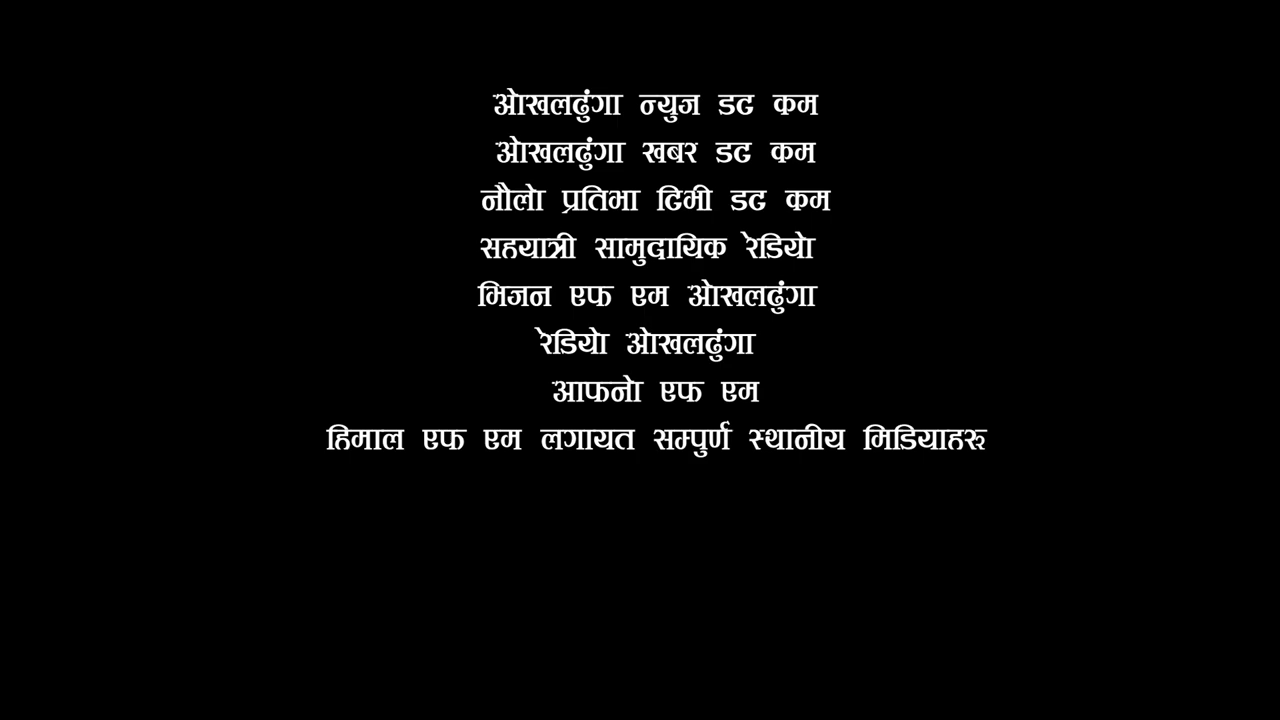 ओखलढुंगा न्युज डट कम
ओखलढुंगा खबर डट कम
नौलो प्रतिभा टिभी डट कम
सहयात्री सामुदायिक रेडियो
भिजन एफ एम ओखलढुंगा
रेडियो ओखलढुंगा
आफनो एफ एम
हिमाल एफ एम लगायत सम्पुर्ण स्थानीय मिडियाहरु